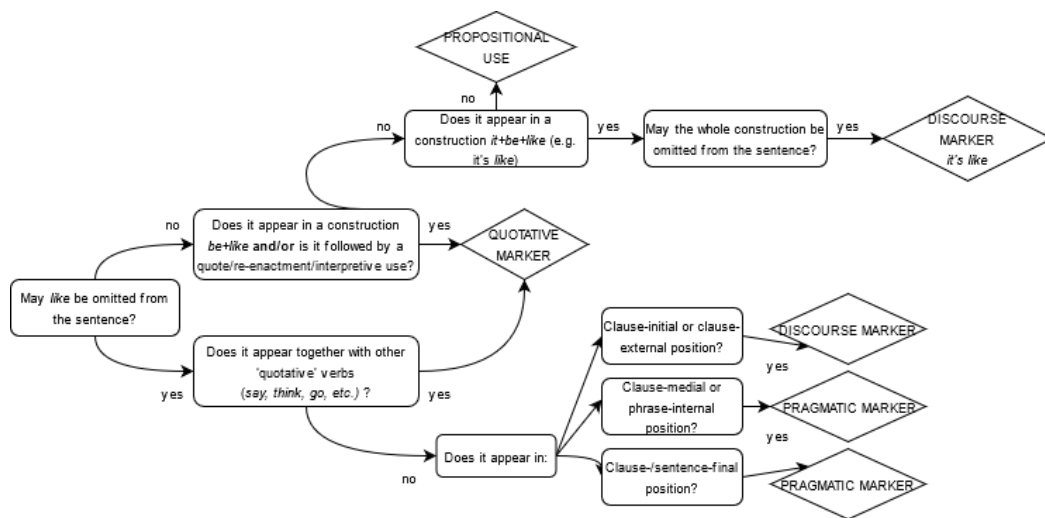 PROPOSITIONAL
USE
no
no
Does it appear in a
construction it+be+like (e.g.
it's like)
yes
May the whole construction be
omitted from the sentence?
yes
DISCOURSE
MARKER
it's like
no
Does it appear in a construction
be+like and/or is it followed by a
quote/re-enactment/interpretive use?
yes
QUOTATIVE
MARKER
May like be omitted from
the sentence?
yes
Does it appear together with other
'quotative' verbs
(say, think, go, etc.) ?
yes
no
Does it appear in:
Clause-initial or clause-
external position?
yes
DISCOURSE MARKER
Clause-medial or
phrase-internal
position?
yes
PRAGMATIC MARKER
Clause-/sentence-final
position?
PRAGMATIC MARKER